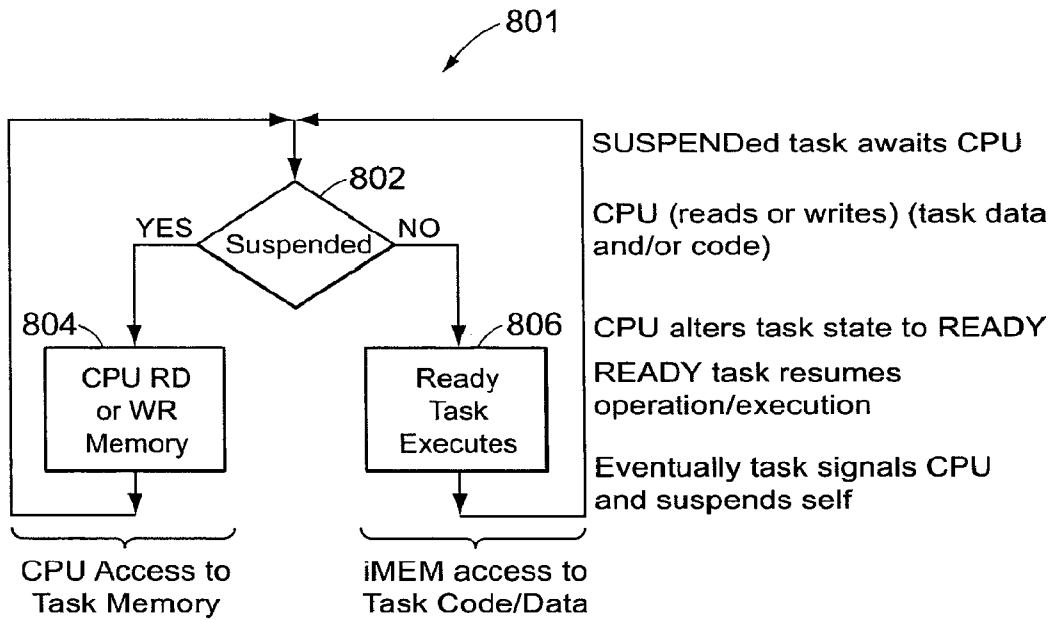 801
SUSPENDed task awaits CPU
802
YES
Suspended
NO
CPU (reads or writes) (task data
and/or code)
804
806
CPU alters task state to READY
CPU RD
or WR
Memory
Ready
Task
Executes
READY task resumes
operation/execution
Eventually task signals CPU
and suspends self
CPU Access to
Task Memory
iMEM access to
Task Code/Data